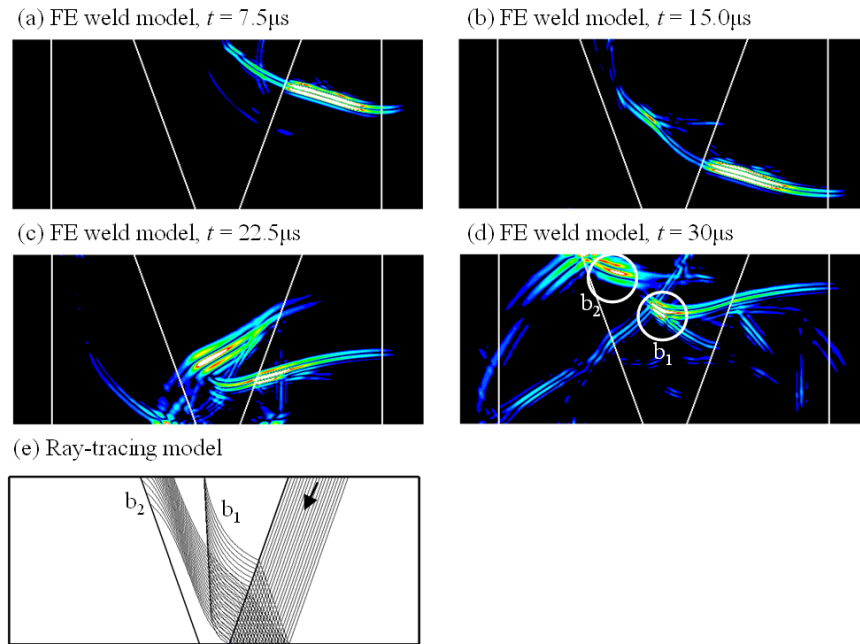 (a) FE weld model, t = 7.5μs
(b) FE weld model, t = 15.0μs
(c) FE weld model, t = 22.5μs
(d) FE weld model, t = 30μs
b₂
b₁
(e) Ray-tracing model
b₂
b₁